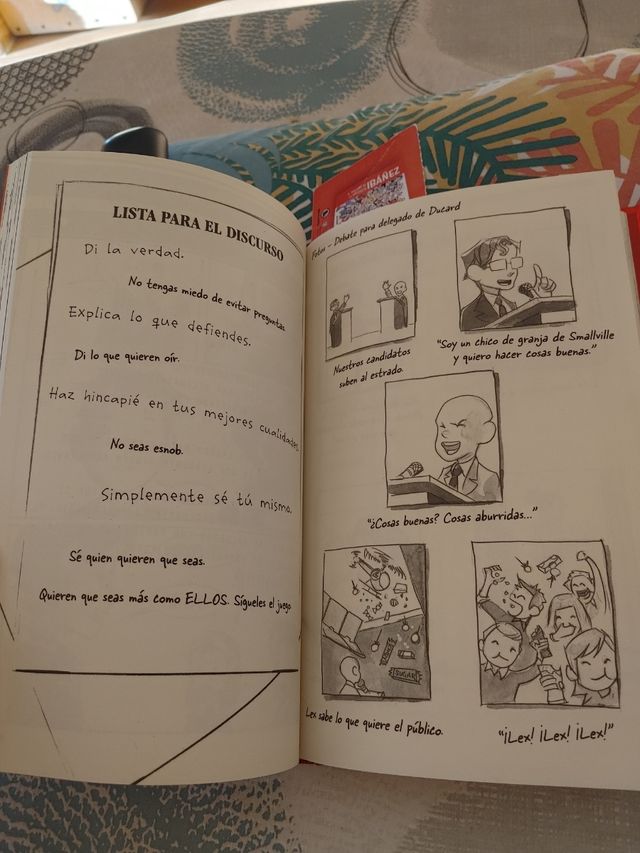 LISTA PARA EL DISCURSO
Di la verdad.
No tengas miedo de evitar preguntas
Explica lo que defiendes.
Di lo que quieren oír.
Haz hincapié en tus mejores cualidades
No seas esnob.
Simplemente sé tú mismo.
Sé quien quieren que seas.
Quieren que seas más como ELLOS. Sígueles el juego
IBÁÑEZ
Fotos – Debate para delegado de Ducard
Nuestros candidatos
suben al estrado.
"Soy un chico de granja de Smallville
y quiero hacer cosas buenas."
"¿Cosas buenas? Cosas aburridas..."
SUGAR
Lex sabe lo que quiere el público.
"¡Lex! ¡Lex! ¡Lex!"